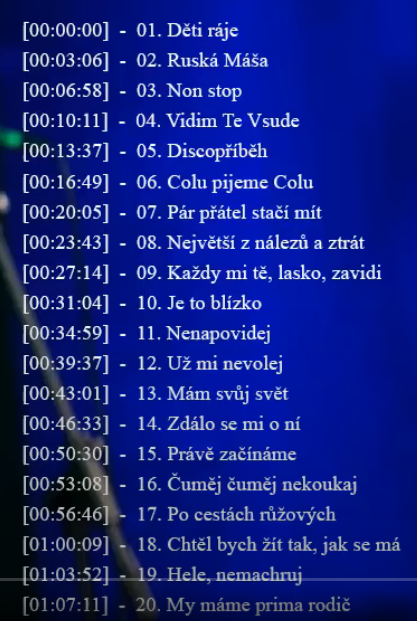 [00:00:00] - 01. Děti ráje
[00:03:06] - 02. Ruská Máša
[00:06:58] - 03. Non stop
[00:10:11] - 04. Vidim Te Vsude
[00:13:37] - 05. Discopříběh
[00:16:49] - 06. Colu pijeme Colu
[00:20:05] - 07. Pár přátel stačí mít
[00:23:43] - 08. Největší z nálezů a ztrát
[00:27:14] - 09. Každy mi tě, lasko, zavidi
[00:31:04] - 10. Je to blízko
[00:34:59] - 11. Nenapovidej
[00:39:37] - 12. Už mi nevolej
[00:43:01] - 13. Mám svůj svět
[00:46:33] - 14. Zdálo se mi o ní
[00:50:30] - 15. Právě začínáme
[00:53:08] - 16. Čuměj čuměj nekoukaj
[00:56:46] - 17. Po cestách růžových
[01:00:09] - 18. Chtěl bych žít tak, jak se má
[01:03:52] - 19. Hele, nemachruj
[01:07:11] - 20. My máme prima rodič